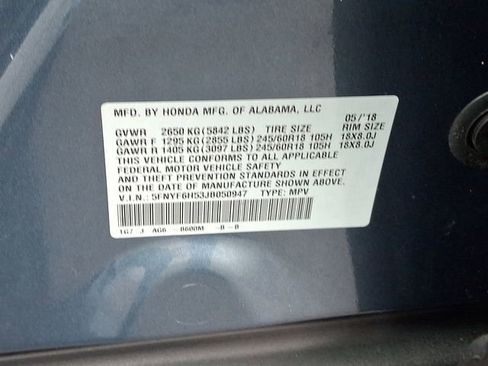 MFD. BY HONDA MFG. OF ALABAMA, LLC 05/'18
GVWR 2650 KG(5842 LBS) TIRE SIZE RIM SIZE
GAWR F 1295 KG(2855 LBS) 245/60R18 105H 18X8.0J
GAWR R 1405 KG(3097 LBS) 245/60R18 105H 18X8.0J
THIS VEHICLE CONFORMS TO ALL APPLICABLE
FEDERAL MOTOR VEHICLE SAFETY
STANDARDS IN EFFECT ON THE DATE OF
MANUFACTURE SHOWN ABOVE.
V.I.N.: 5FNYF6H53JB050947 TYPE: MPV
AG6 -B-B